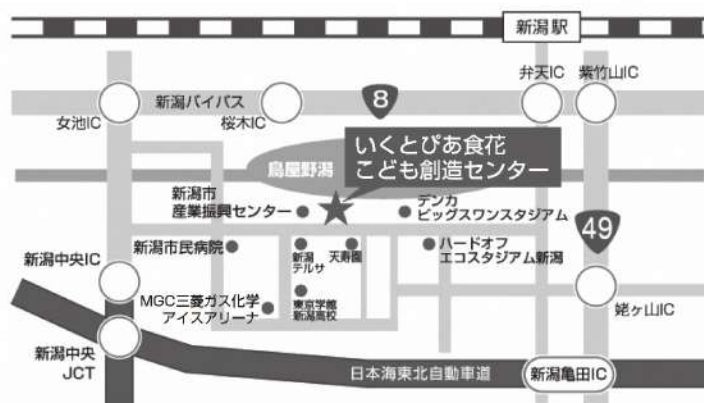 新潟駅
弁天IC
紫竹山IC
新潟バイパス
8
女池IC
桜木IC
いくとぴあ食花
こども創造センター
鳥屋野潟
新潟市
産業振興センター
デンカ
ビッグスワンスタジアム
49
新潟市民病院
新潟
テルサ
天寿園
ハードオフ
エコスタジアム新潟
新潟中央IC
MGC三菱ガス化学
アイスアリーナ
東京学館
新潟高校
姥ヶ山IC
新潟中央
JCT
日本海東北自動車道
新潟亀田IC